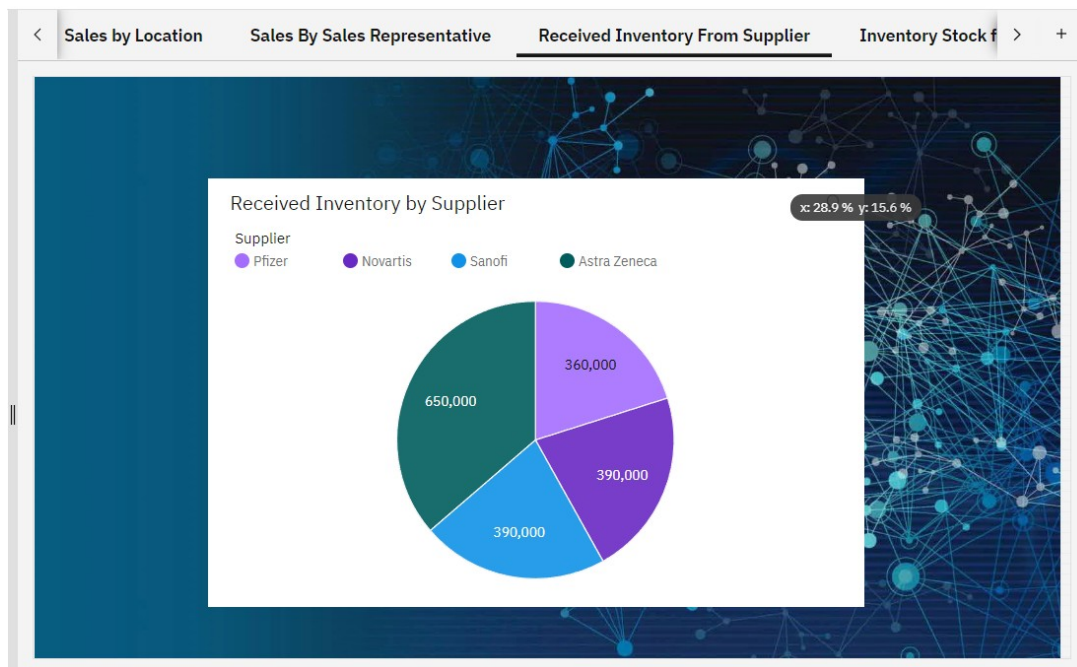 Sales by Location Sales By Sales Representative Received Inventory From Supplier Inventory Stock f
Received Inventory by Supplier
x: 28.9 % y: 15.6 %
Supplier
Pfizer Novartis Sanofi Astra Zeneca
360,000
650,000
390,000
390,000